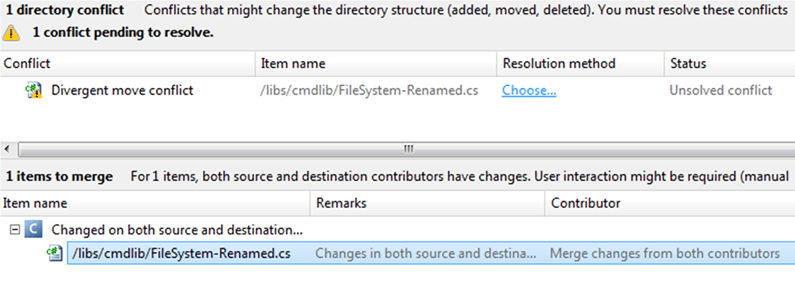 1 directory conflict Conflicts that might change the directory structure (added, moved, deleted). You must resolve these conflicts
1 conflict pending to resolve.
Conflict Item name Resolution method Status
Divergent move conflict /libs/cmdlib/FileSystem-Renamed.cs Choose... Unsolved conflict
1 items to merge For 1 items, both source and destination contributors have changes. User interaction might be required (manual
Item name Remarks Contributor
C Changed on both source and destination...
/libs/cmdlib/FileSystem-Renamed.cs Changes in both source and destina... Merge changes from both contributors